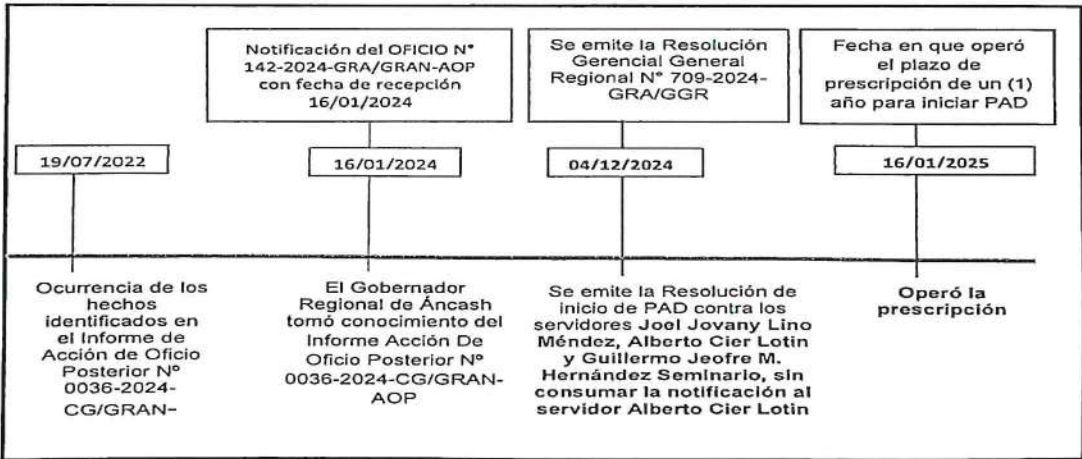 Notificación del OFICIO N°
142-2024-GRA/GRAN-AOP
con fecha de recepción
16/01/2024
Se emite la Resolución
Gerencial General
Regional N° 709-2024-
GRA/GGR
Fecha en que operó
el plazo de
prescripción de un (1)
año para iniciar PAD
19/07/2022
16/01/2024
04/12/2024
16/01/2025
Ocurrencia de los
hechos
identificados en
el Informe de
Acción de Oficio
Posterior Nº
0036-2024-
CG/GRAN-
El Gobernador
Regional de Áncash
tomó conocimiento del
Informe Acción De
Oficio Posterior Nº
0036-2024-CG/GRAN-
AOP
Se emite la Resolución de
inicio de PAD contra los
servidores Joel Jovany Lino
Méndez, Alberto Cier Lotin
y Guillermo Jeofre M.
Hernández Seminario, sin
consumar la notificación al
servidor Alberto Cier Lotin
Operó la
prescripción